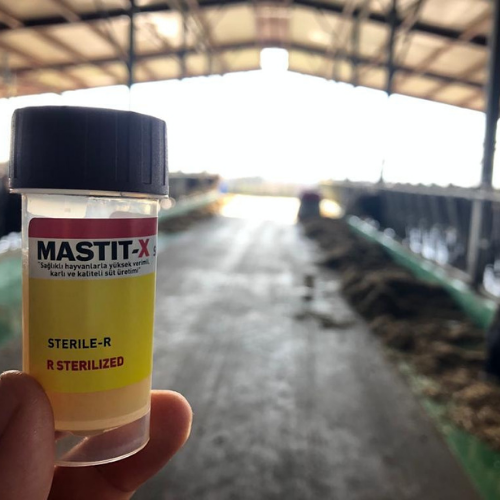 MASTIT-X S
"Sağlıklı hayvanlarla yüksek verimli,
karlı ve kaliteli süt üretimi"
STERILE-R
R STERILIZED